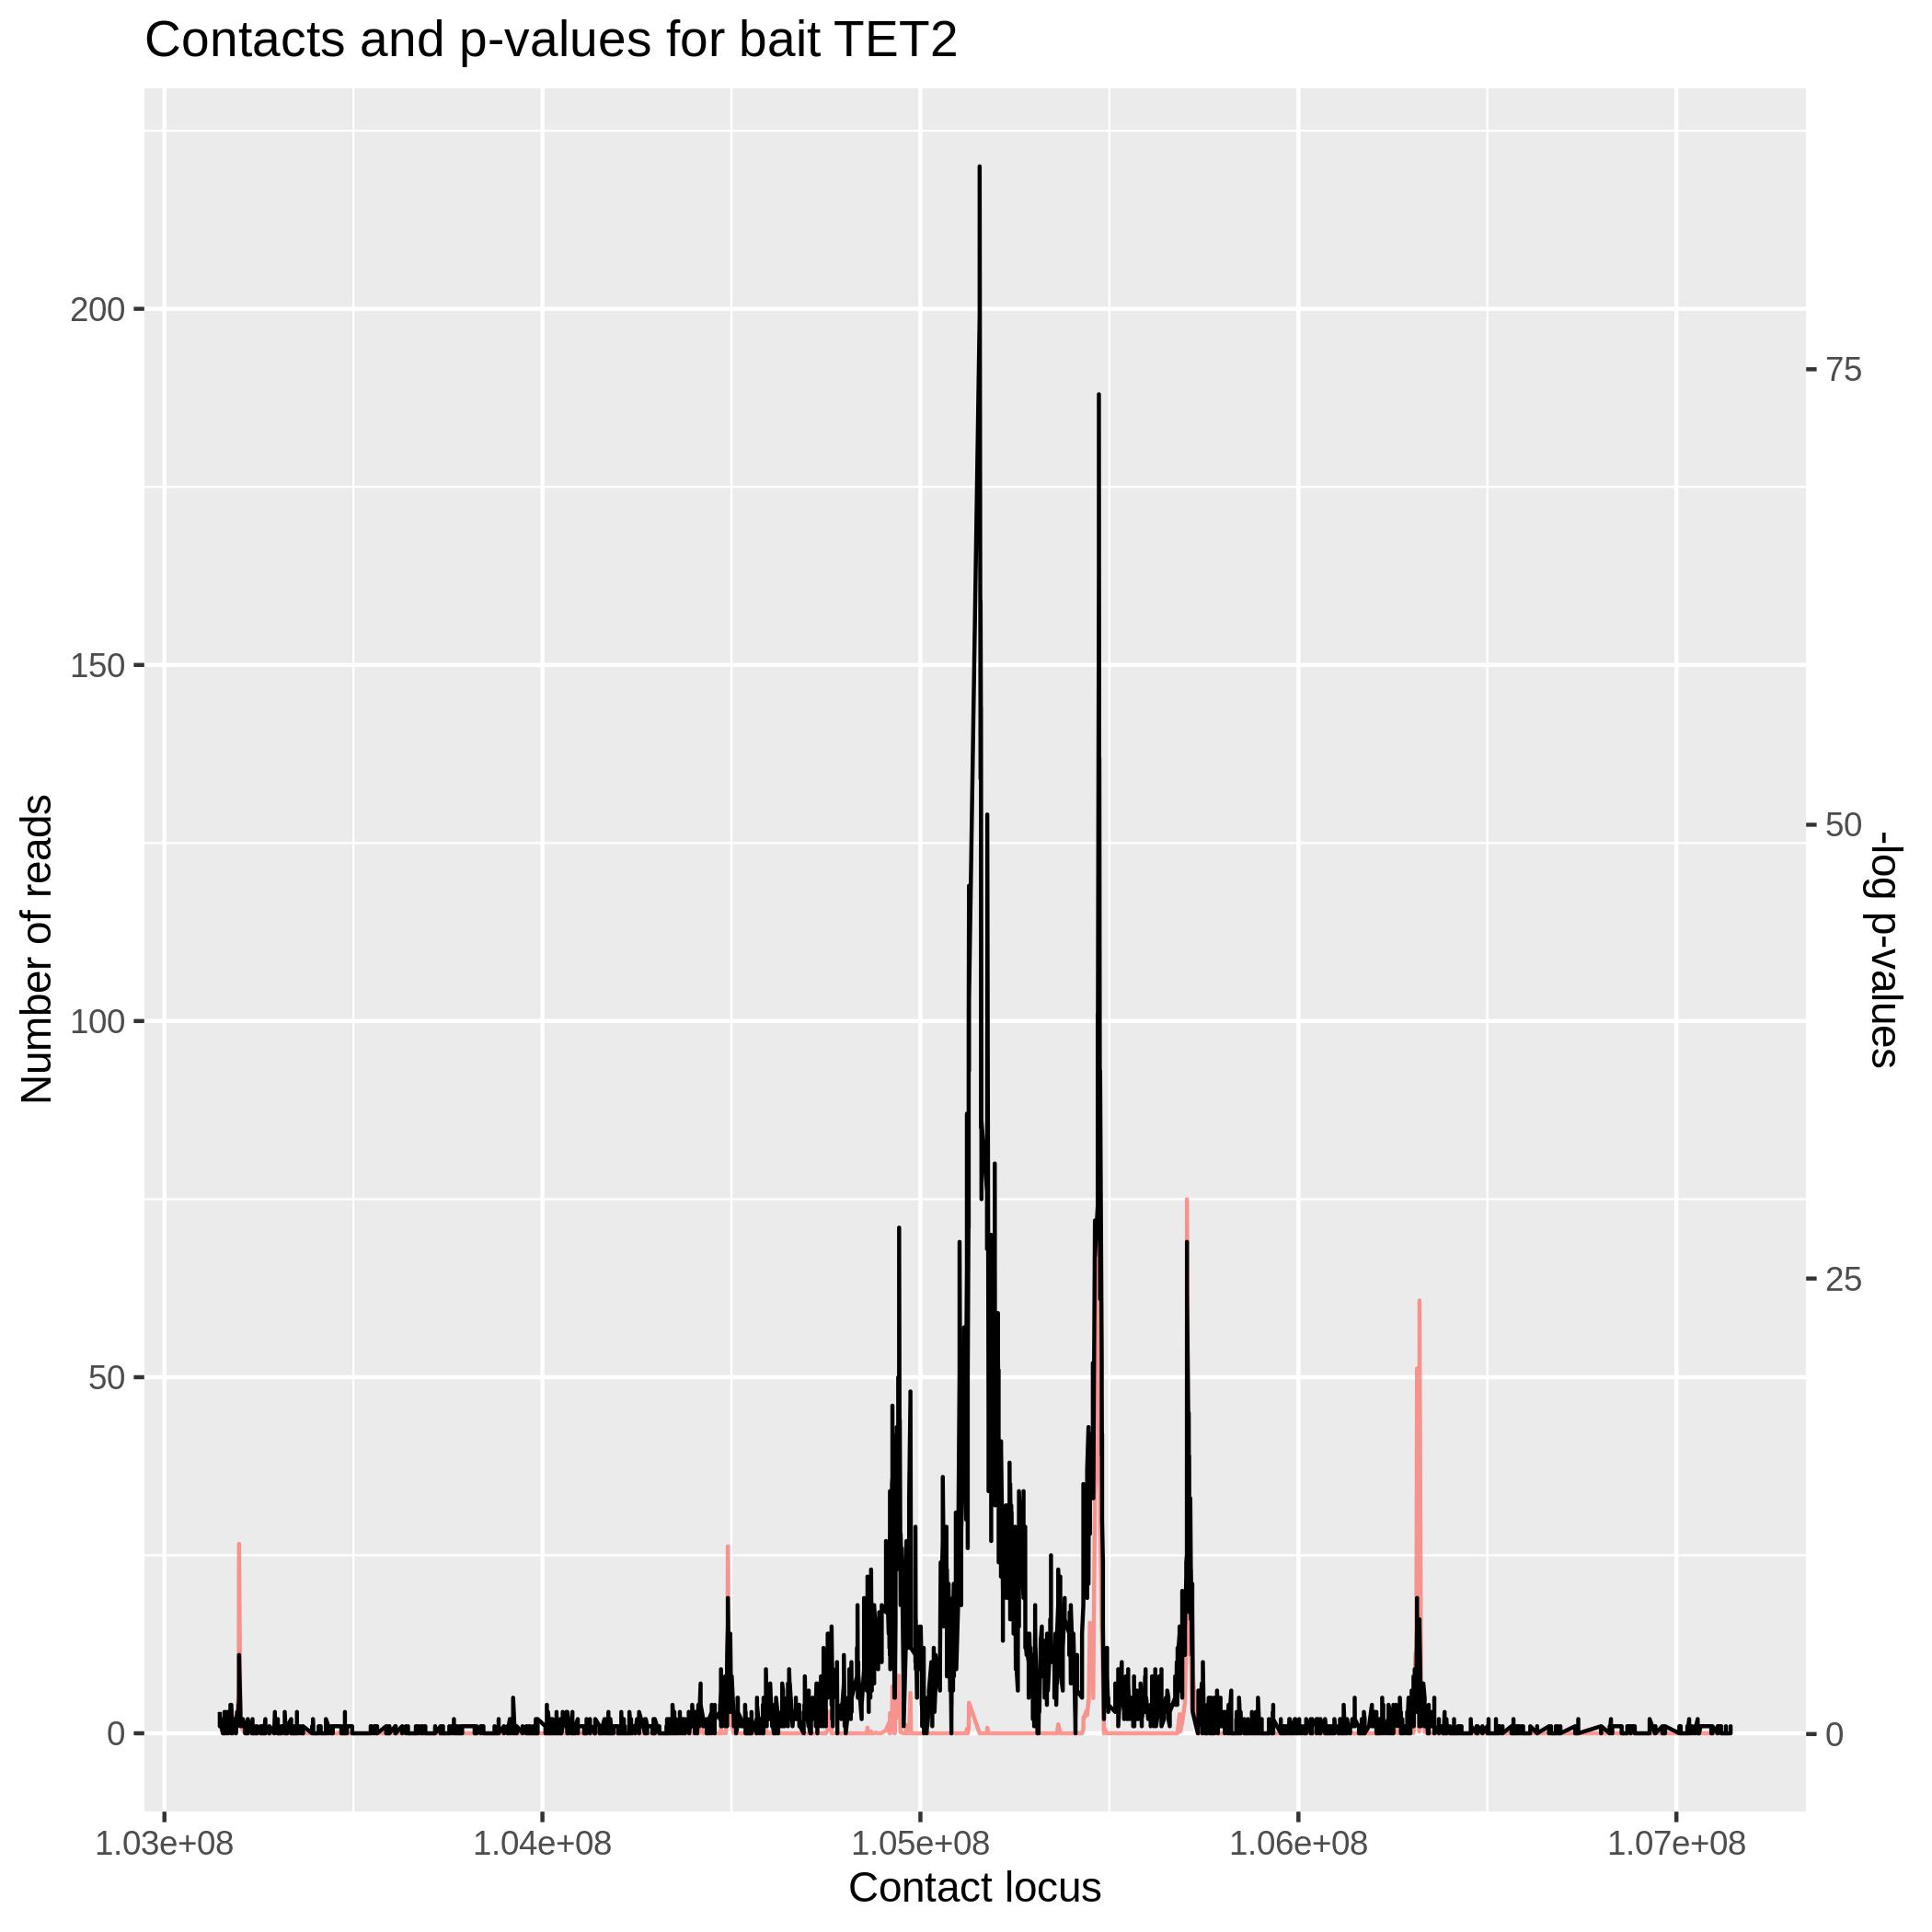 Contacts and p-values for bait TET2
Number of reads
200
150
100
50
0
75
50
25
0
-log p-values
1.03e+08 1.04e+08 1.05e+08 1.06e+08 1.07e+08
Contact locus